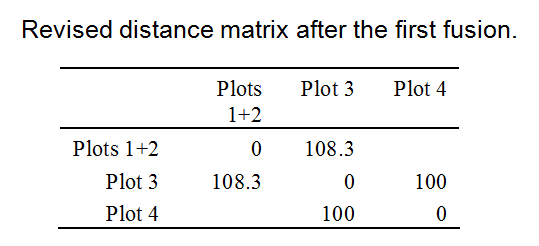 Revised distance matrix after the first fusion.
Plots 1+2 Plot 3 Plot 4
Plots 1+2 0 108.3
Plot 3 108.3 0 100
Plot 4 100 0